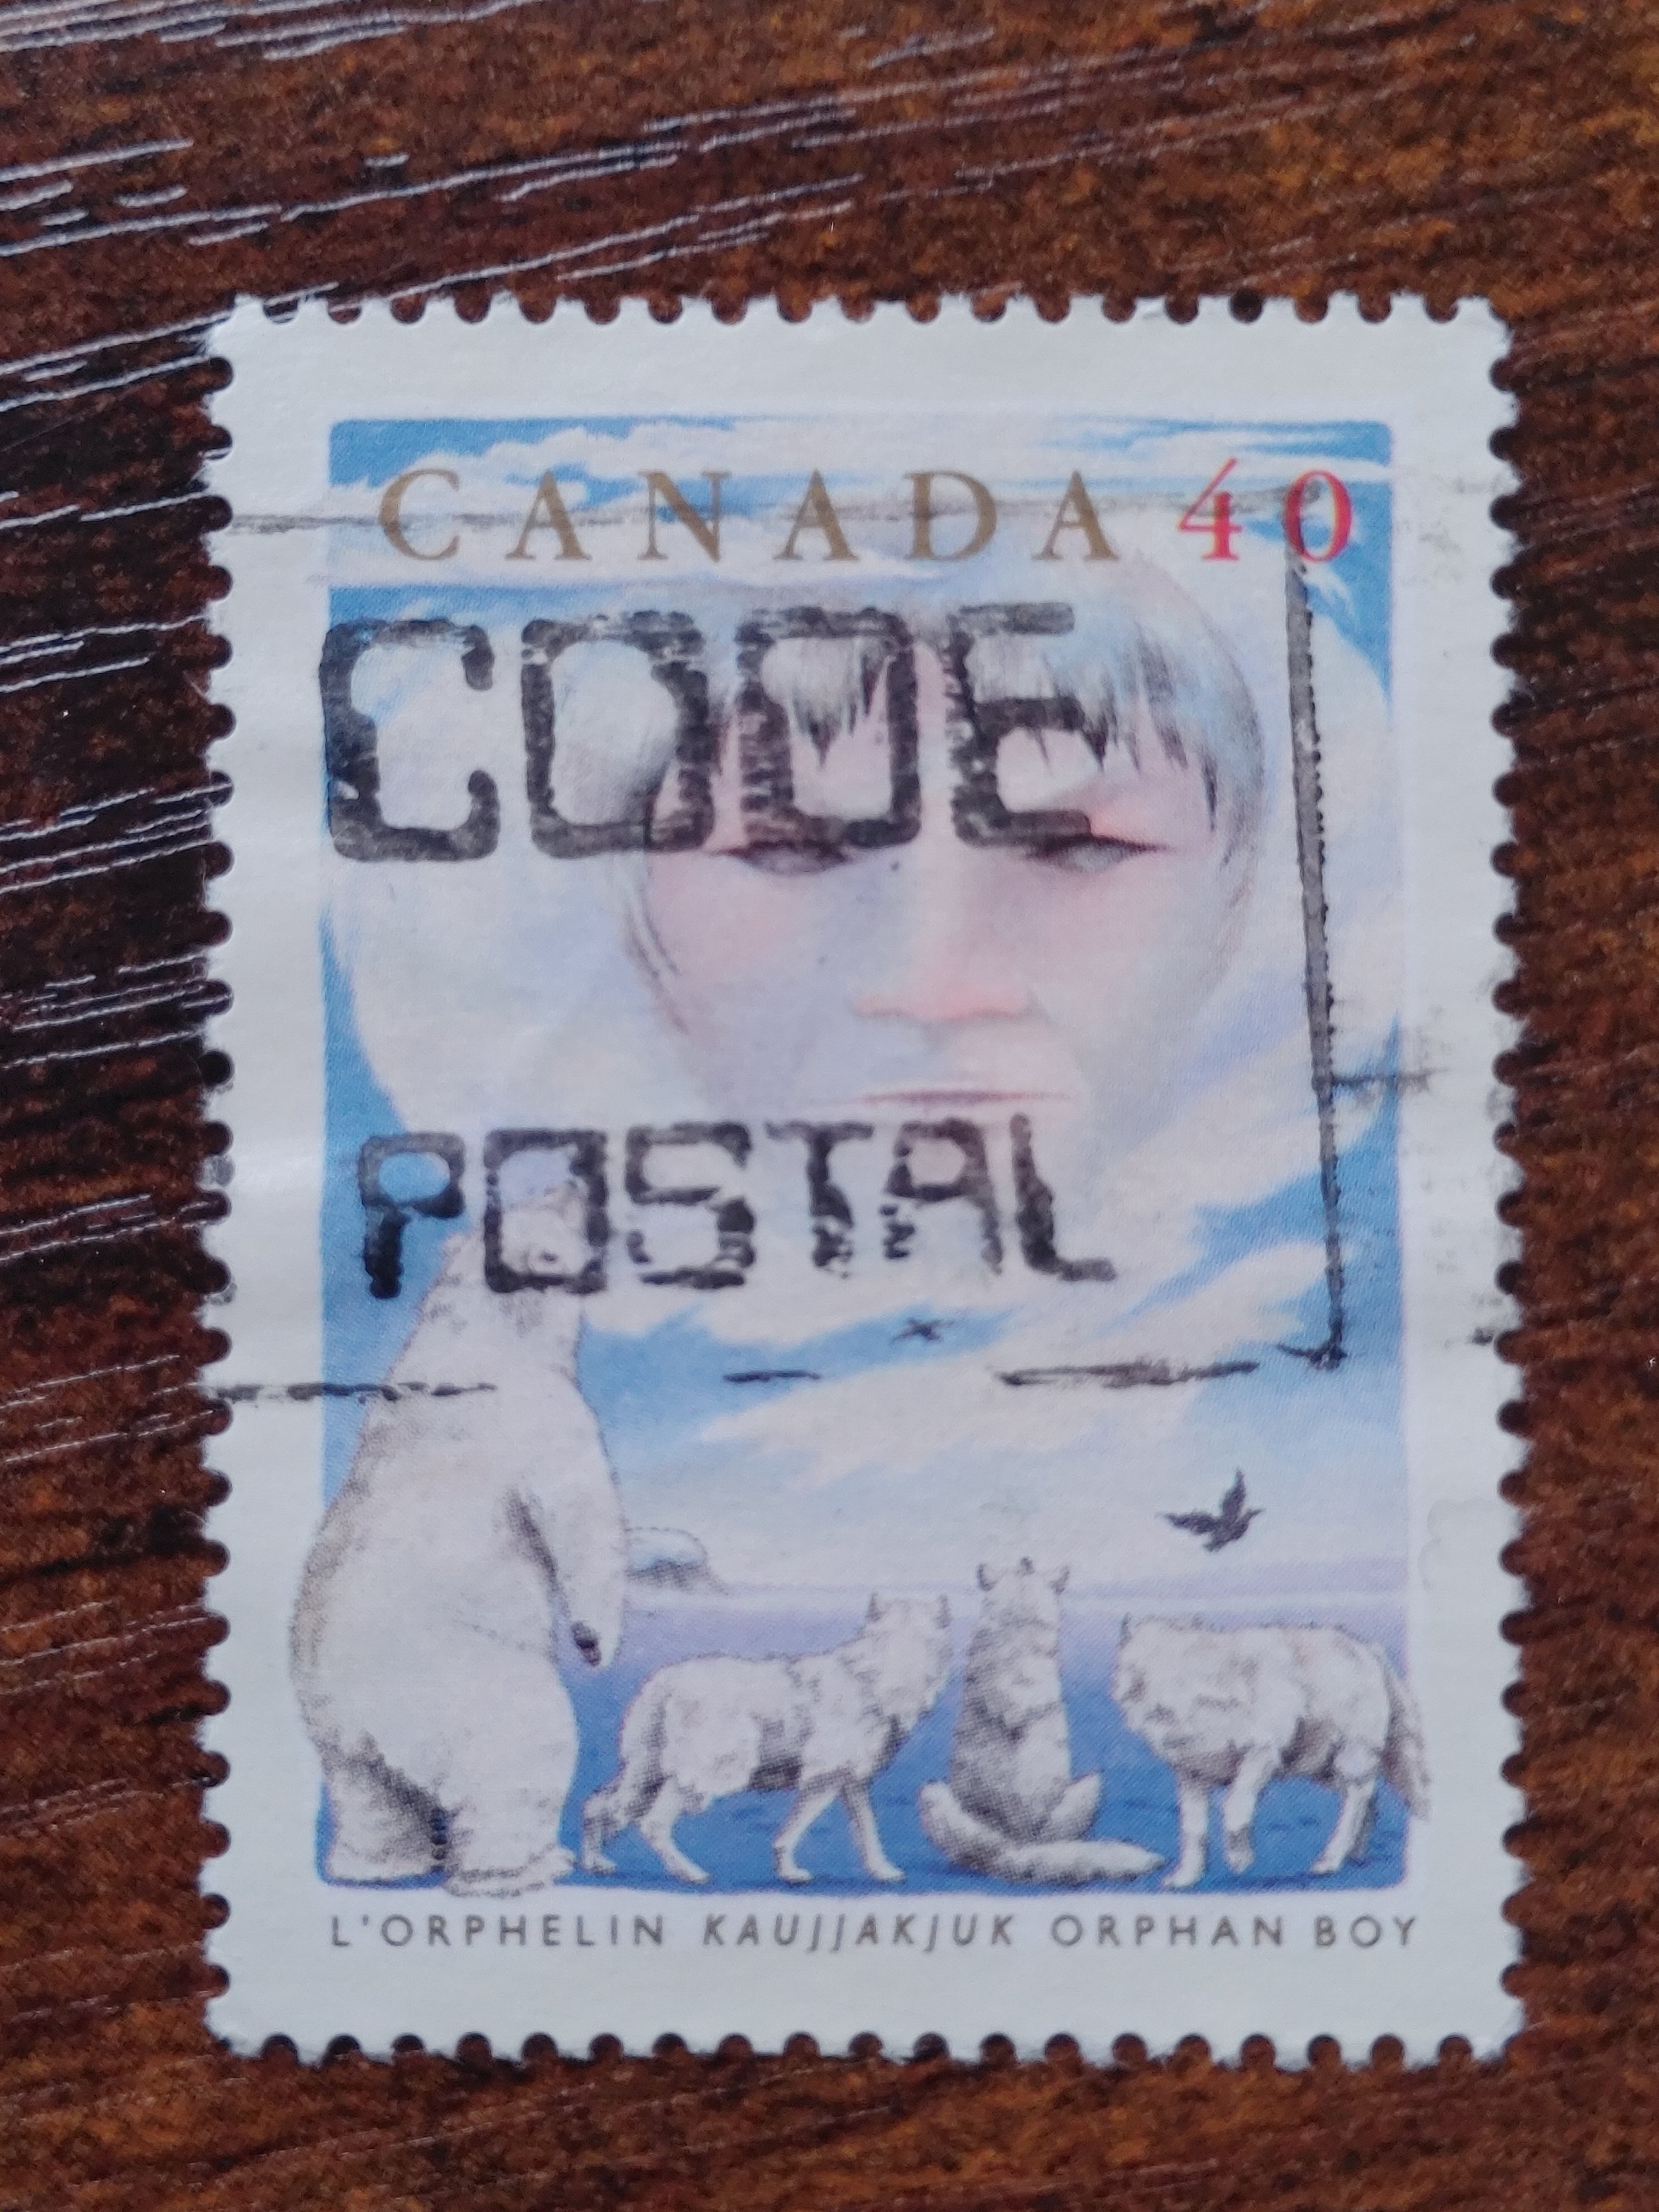 CANADA 40
CODE
POSTAL
L'ORPHELIN KAUJJAKJUK ORPHAN BOY